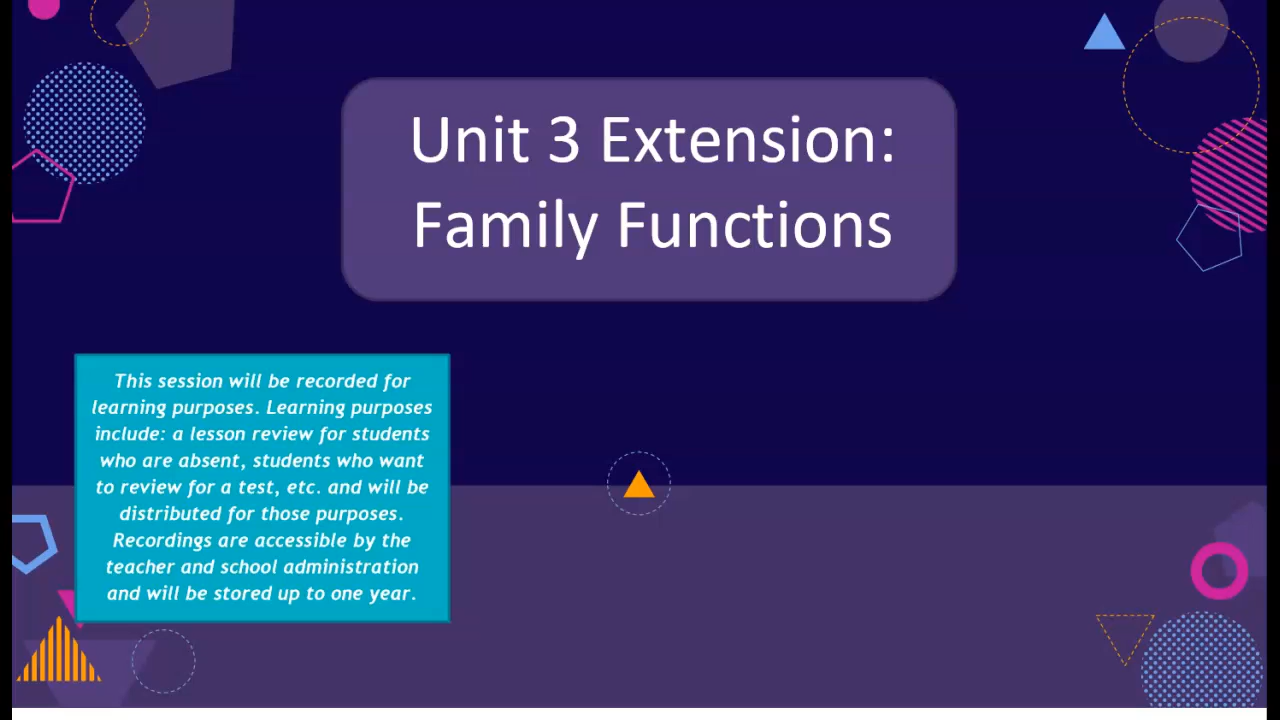 Unit 3 Extension:
Family Functions
This session will be recorded for
learning purposes. Learning purposes
include: a lesson review for students
who are absent, students who want
to review for a test, etc. and will be
distributed for those purposes.
Recordings are accessible by the
teacher and school administration
and will be stored up to one year.